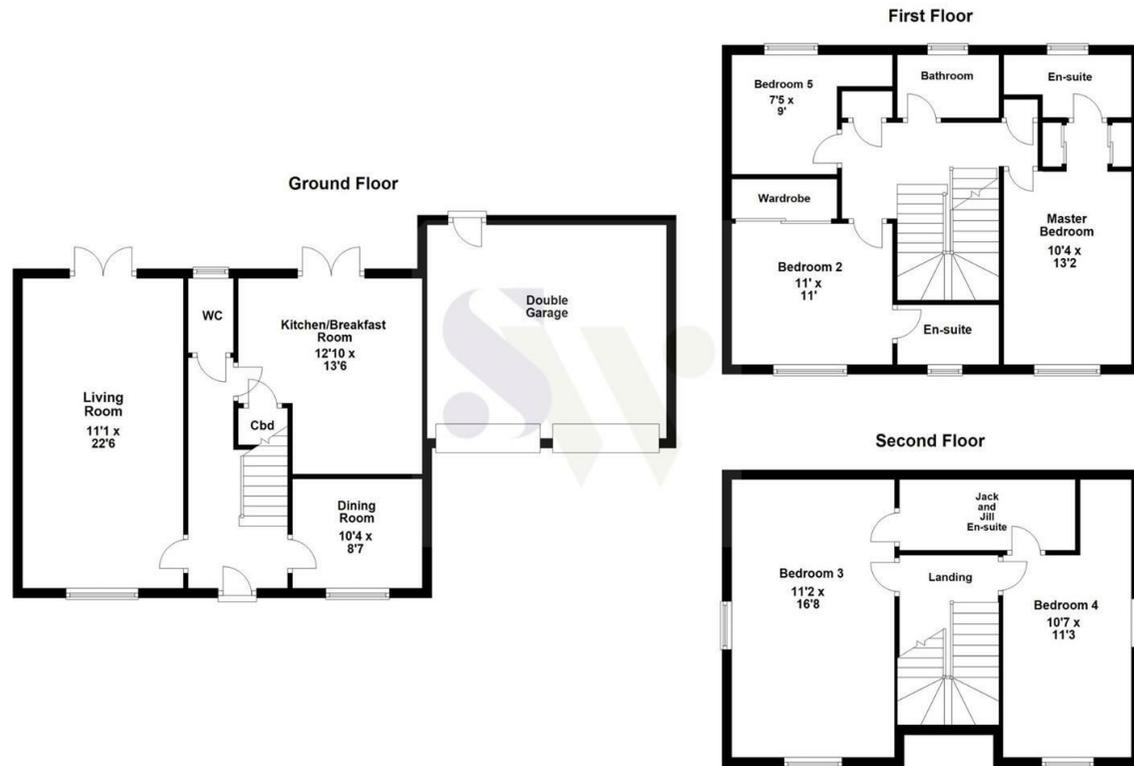 First Floor
Bedroom 5
7'5 x
9'
Bathroom
En-suite
Wardrobe
Bedroom 2
11' x
11'
En-suite
Master
Bedroom
10'4 x
13'2
Ground Floor
WC
Kitchen/Breakfast
Room
12'10 x
13'6
Double
Garage
Living
Room
11'1 x
22'6
Cbd
Dining
Room
10'4 x
8'7
SW
Second Floor
Jack
and
Jill
En-suite
Bedroom 3
11'2 x
16'8
Landing
Bedroom 4
10'7 x
11'3